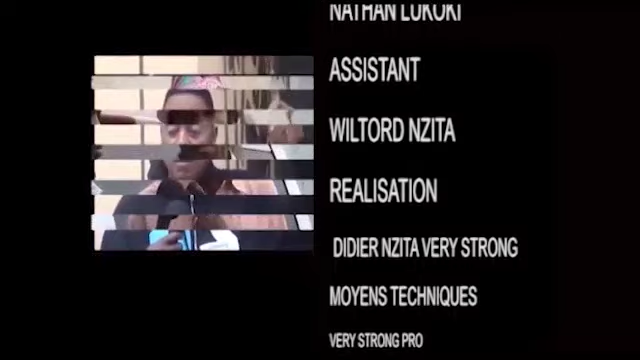 NATHAN LUKOKI
ASSISTANT
WILTORD NZITA
REALISATION
DIDIER NZITA VERY STRONG
MOYENS TECHNIQUES
VERY STRONG PRO